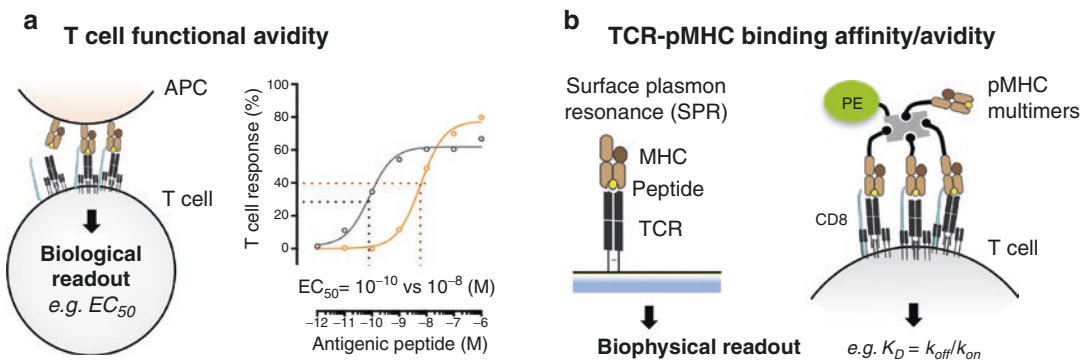 a
T cell functional avidity
APC
T cell
Biological
readout
e.g. EC50
T cell response (%)
100
80
60
40
20
0
EC50= 10⁻¹⁰ vs 10⁻⁸ (M)
−12 −11 −10 −9 −8 −7 −6
Antigenic peptide (M)
b
TCR-pMHC binding affinity/avidity
Surface plasmon
resonance (SPR)
MHC
Peptide
TCR
Biophysical readout
PE
pMHC
multimers
CD8
T cell
e.g. KD = koff/kon